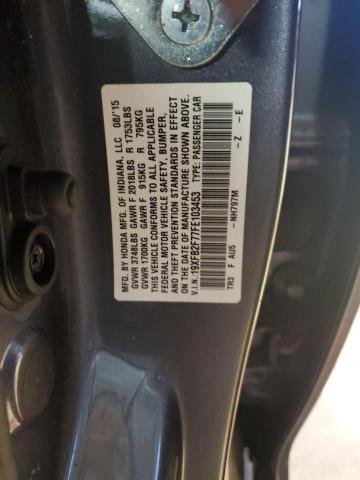 MFD. BY HONDA MFG. OF INDIANA, LLC 08/15
GVWR 3748LBS GAWR F 2018LBS R 1753LBS
GVWR 1700KG GAWR F 915KG R 795KG
THIS VEHICLE CONFORMS TO ALL APPLICABLE
FEDERAL MOTOR VEHICLE SAFETY, BUMPER,
AND THEFT PREVENTION STANDARDS IN EFFECT
ON THE DATE OF MANUFACTURE SHOWN ABOVE.
V.I.N.: 19XFB2F77FE103453 TYPE: PASSENGER CAR
TR3 F AU5 -NH797M -Z -E